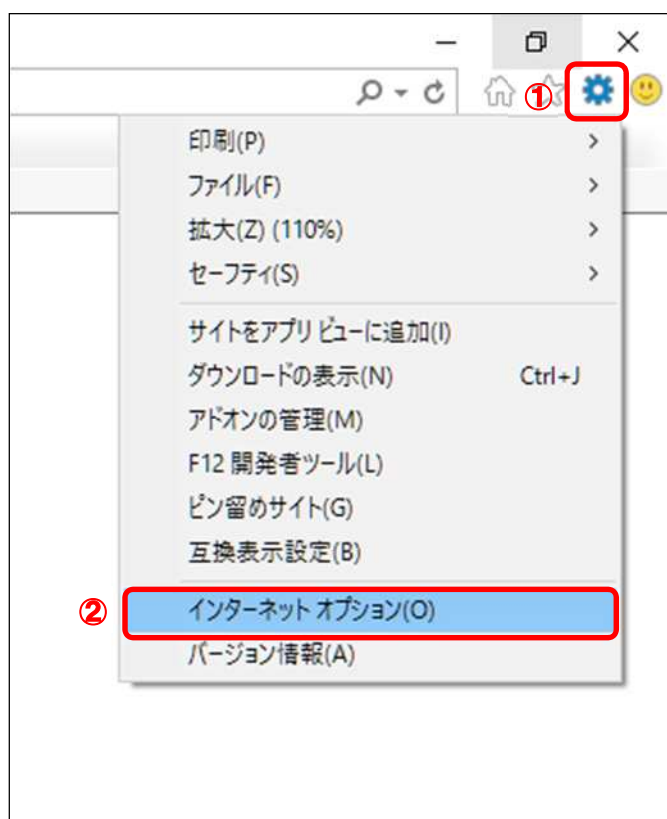 ①
印刷(P)
ファイル(F)
拡大(Z) (110%)
セーフティ(S)
サイトをアプリ ビューに追加(I)
ダウンロードの表示(N) Ctrl+J
アドオンの管理(M)
F12 開発者ツール(L)
ピン留めサイト(G)
互換表示設定(B)
② インターネット オプション(O)
バージョン情報(A)